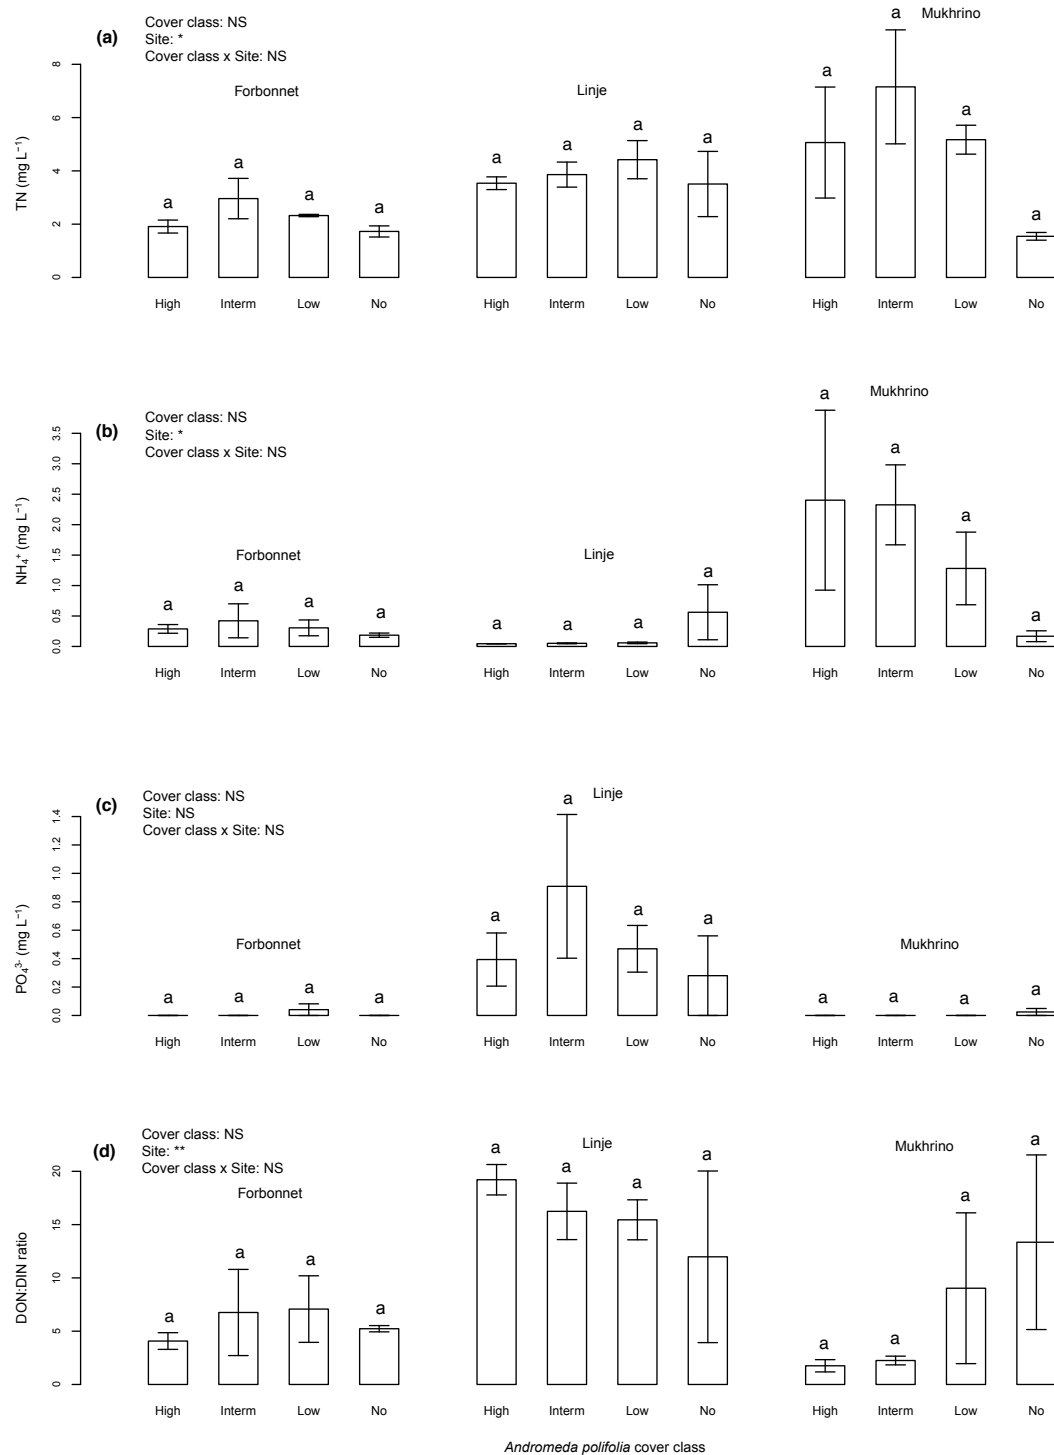 (a)
Cover class: NS
Site: *
Cover class x Site: NS
Forbonnet
Linje
Mukhrino
TN (mg L⁻¹)
0 2 4 6 8
a a a a
a a a a
a a a a
High Interm Low No
High Interm Low No
High Interm Low No
(b)
Cover class: NS
Site: *
Cover class x Site: NS
Forbonnet
Linje
Mukhrino
NH₄⁺ (mg L⁻¹)
0.0 0.5 1.0 1.5 2.0 2.5 3.0 3.5
a a a a
a a a a
a a a a
High Interm Low No
High Interm Low No
High Interm Low No
(c)
Cover class: NS
Site: NS
Cover class x Site: NS
Forbonnet
Linje
Mukhrino
PO₄³⁻ (mg L⁻¹)
0.0 0.2 0.4 0.6 0.8 1.0 1.2 1.4
a a a a
a a a a
a a a a
High Interm Low No
High Interm Low No
High Interm Low No
(d)
Cover class: NS
Site: **
Cover class x Site: NS
Forbonnet
Linje
Mukhrino
DON:DIN ratio
0 5 10 15 20
a a a a
a a a a
a a a a
High Interm Low No
High Interm Low No
High Interm Low No
Andromeda polifolia cover class